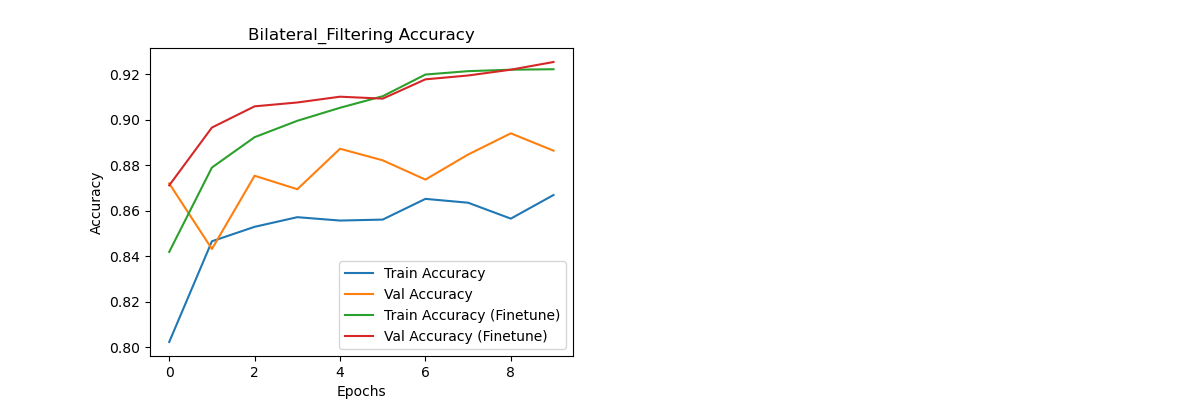 Bilateral_Filtering Accuracy
Accuracy
0.92
0.90
0.88
0.86
0.84
0.82
0.80
Train Accuracy
Val Accuracy
Train Accuracy (Finetune)
Val Accuracy (Finetune)
0 2 4 6 8
Epochs